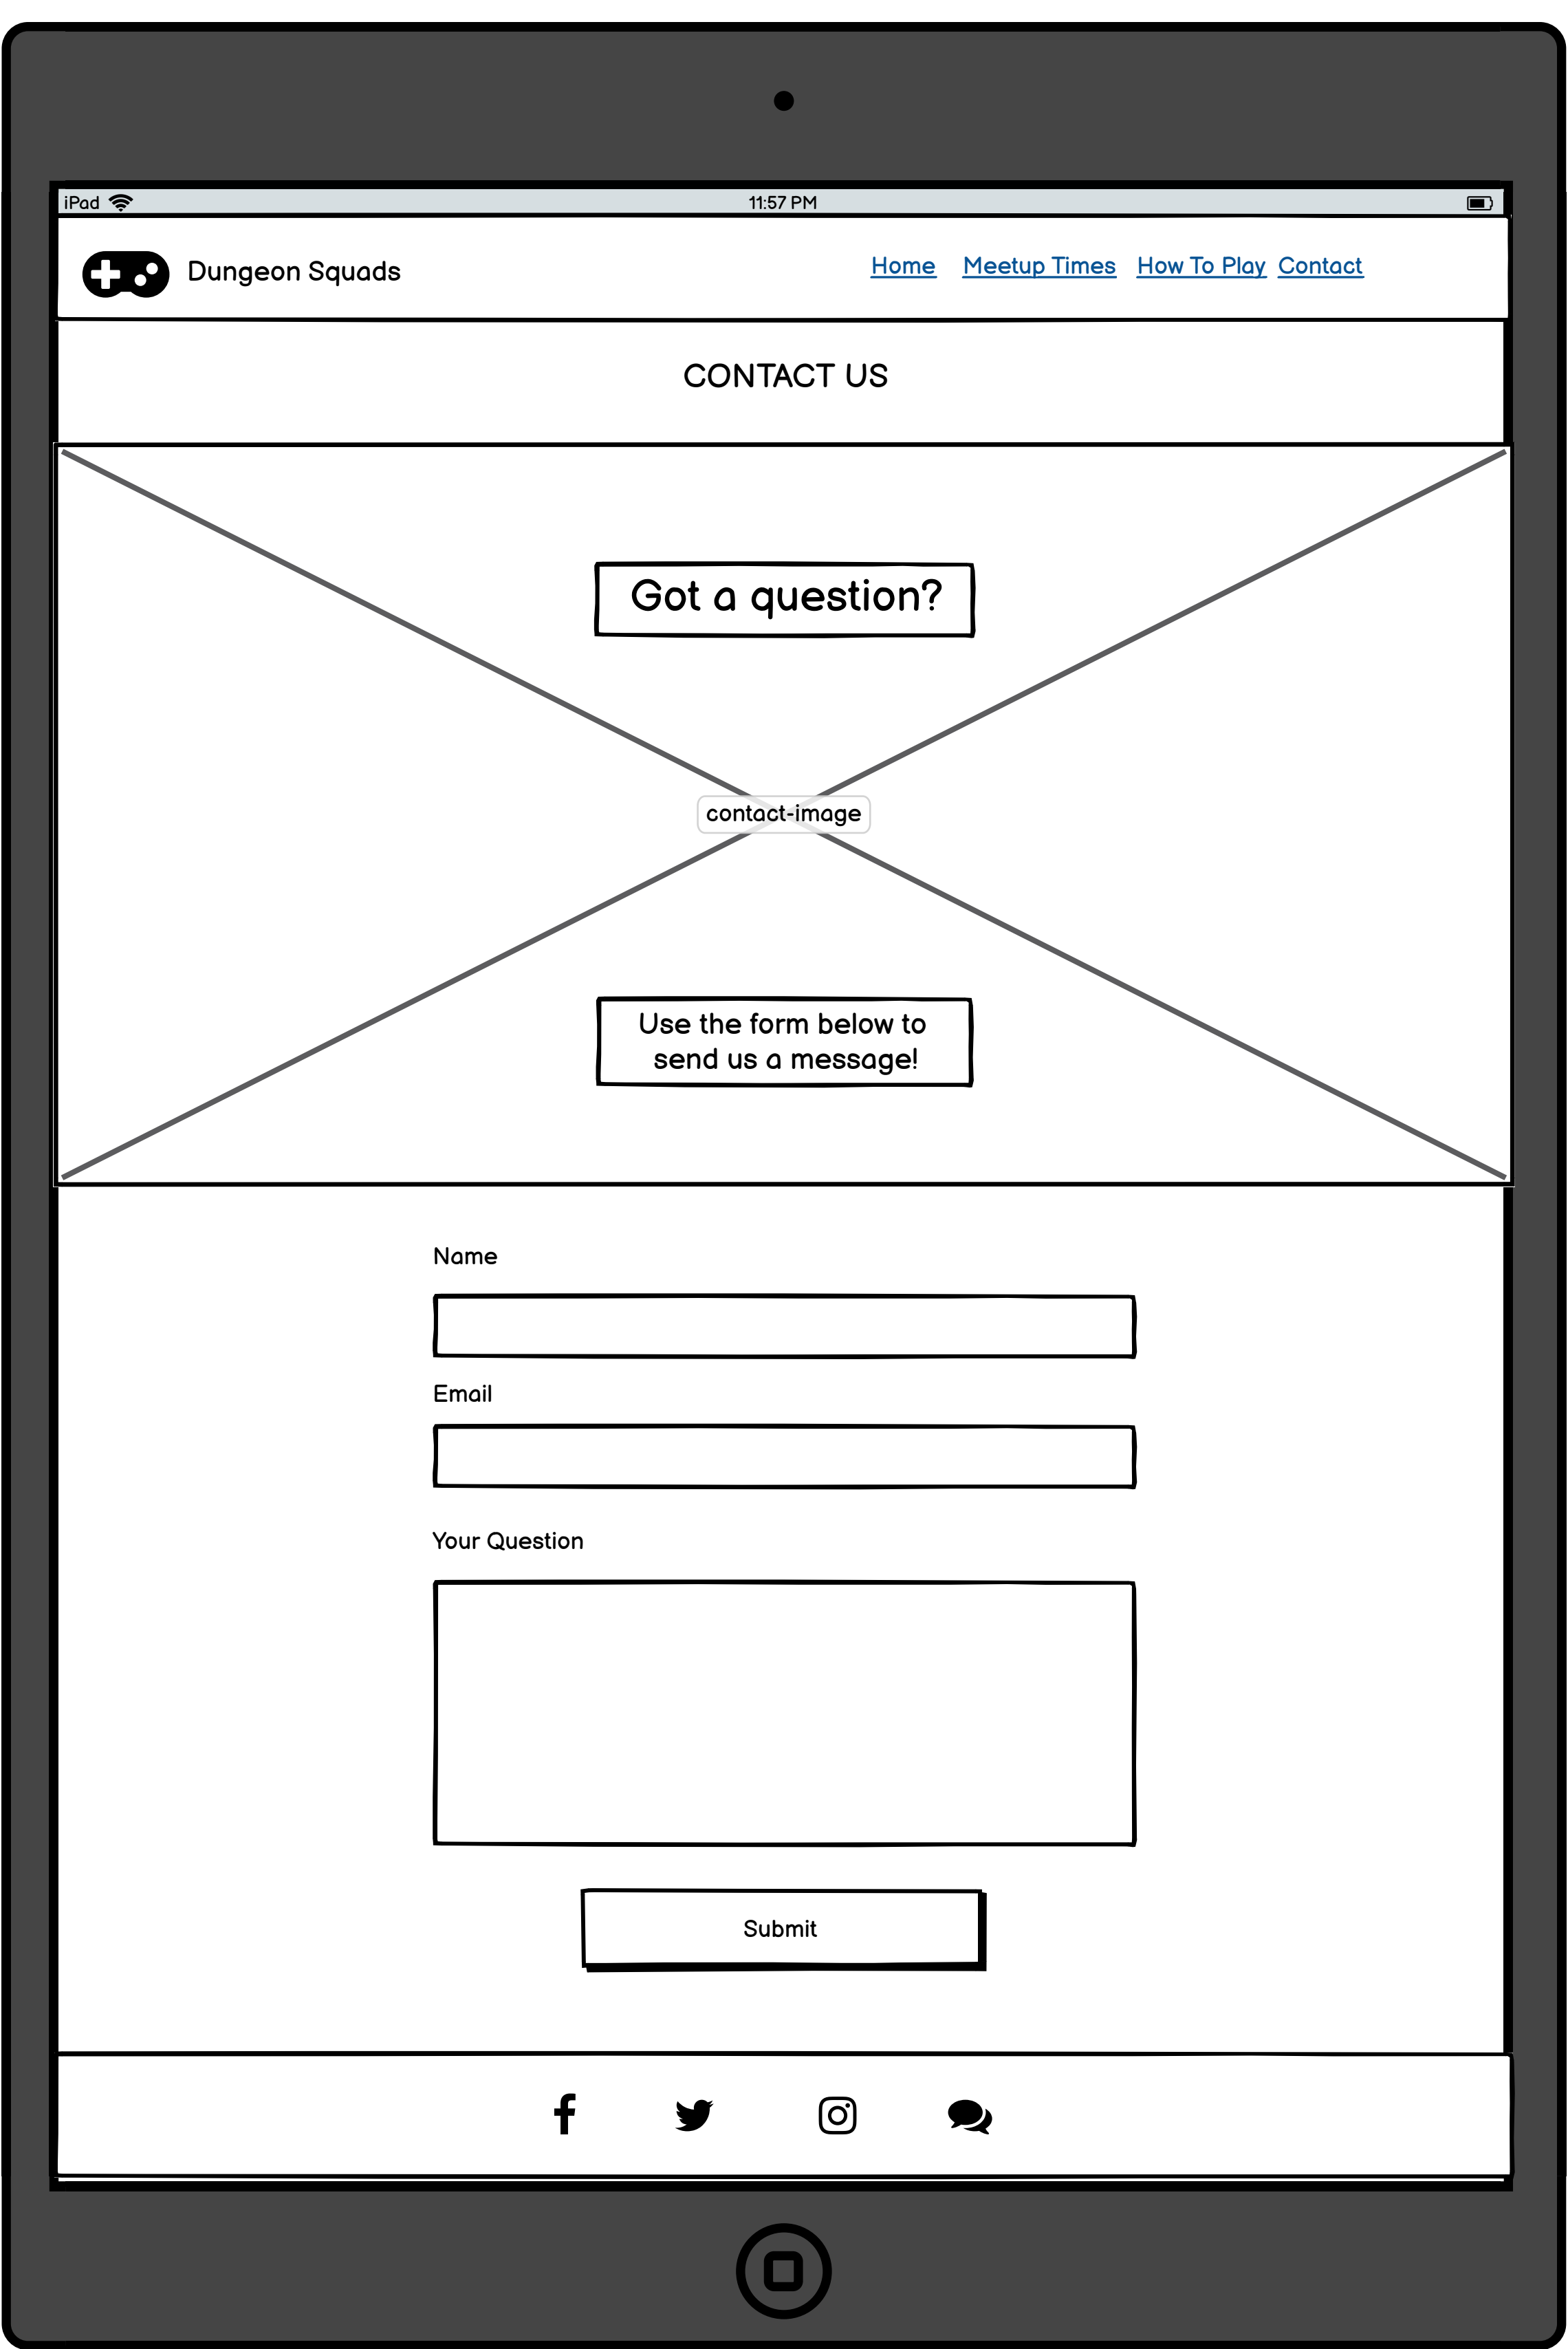 iPad 11:57 PM
Dungeon Squads Home Meetup Times How To Play Contact
CONTACT US
Got a question?
contact-image
Use the form below to
send us a message!
Name
Email
Your Question
Submit